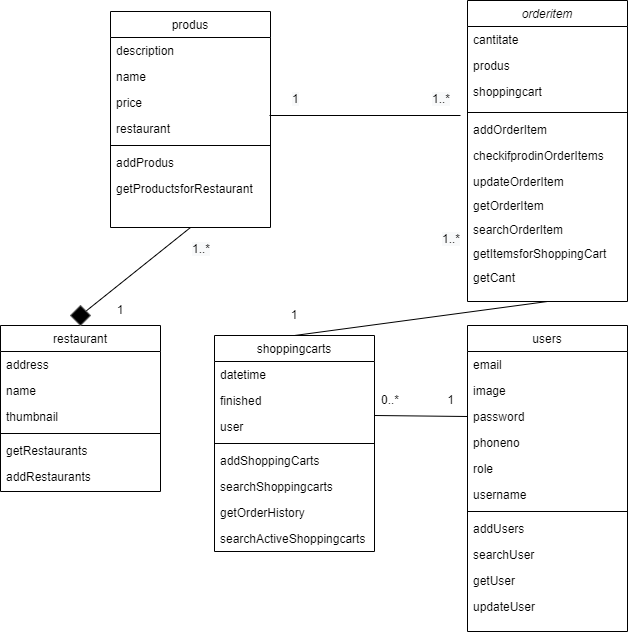 produs
description
name
price
restaurant
addProdus
getProductsforRestaurant
orderitem
cantitate
produs
shoppingcart
addOrderItem
checkifprodinOrderItems
updateOrderItem
getOrderItem
searchOrderItem
getItemsforShoppingCart
getCant
1
1..*
1..*
1..*
1
1
restaurant
address
name
thumbnail
getRestaurants
addRestaurants
shoppingcarts
datetime
finished
user
addShoppingCarts
searchShoppingcarts
getOrderHistory
searchActiveShoppingcarts
0..*
1
users
email
image
password
phoneno
role
username
addUsers
searchUser
getUser
updateUser